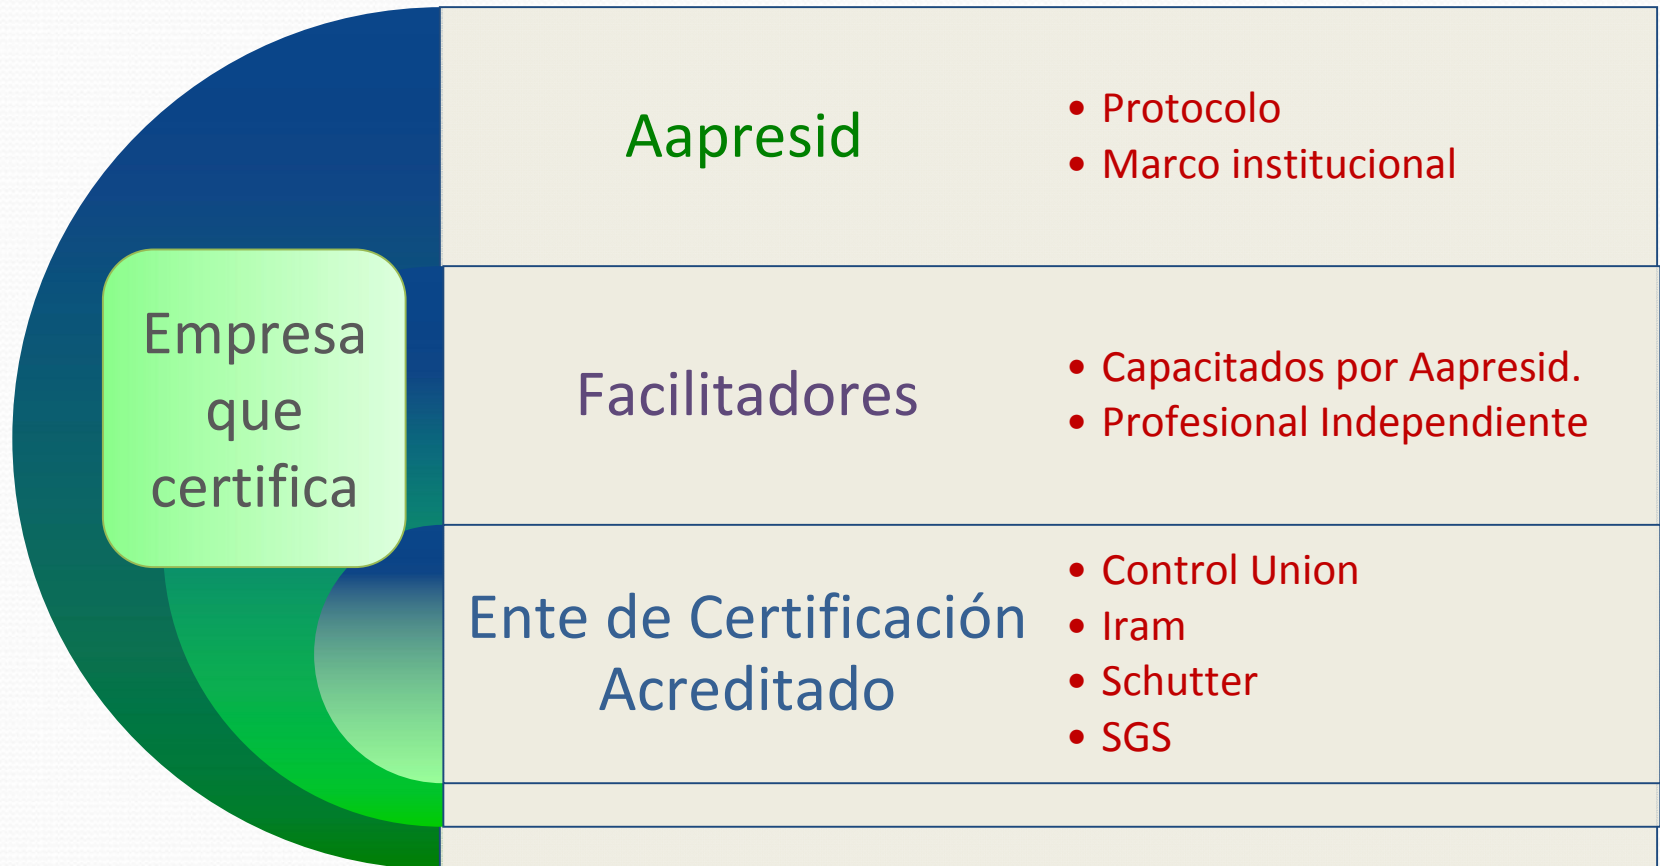 Empresa
que
certifica
Aapresid
• Protocolo
• Marco institucional
Facilitadores
• Capacitados por Aapresid.
• Profesional Independiente
Ente de Certificación
Acreditado
• Control Union
• Iram
• Schutter
• SGS